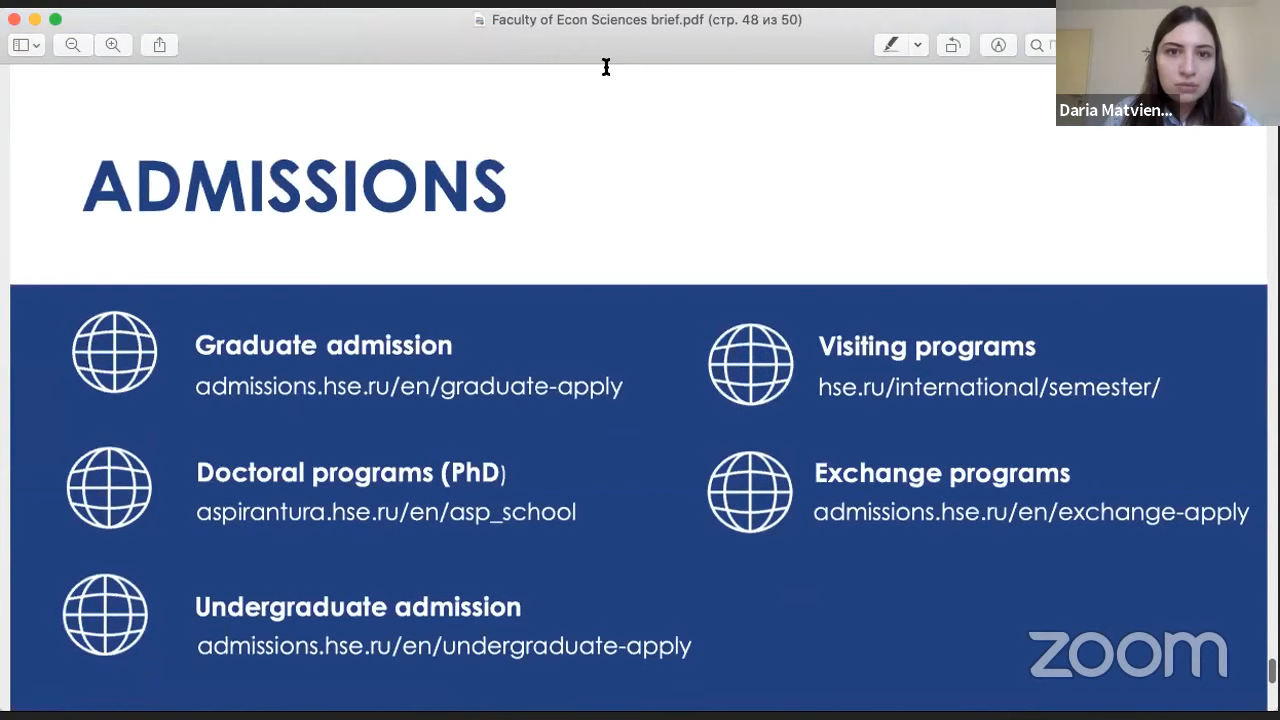 Faculty of Econ Sciences brief.pdf (стр. 48 из 50)
Daria Matvien...
ADMISSIONS
Graduate admission
admissions.hse.ru/en/graduate-apply
Doctoral programs (PhD)
aspirantura.hse.ru/en/asp_school
Undergraduate admission
admissions.hse.ru/en/undergraduate-apply
Visiting programs
hse.ru/international/semester/
Exchange programs
admissions.hse.ru/en/exchange-apply
zoom